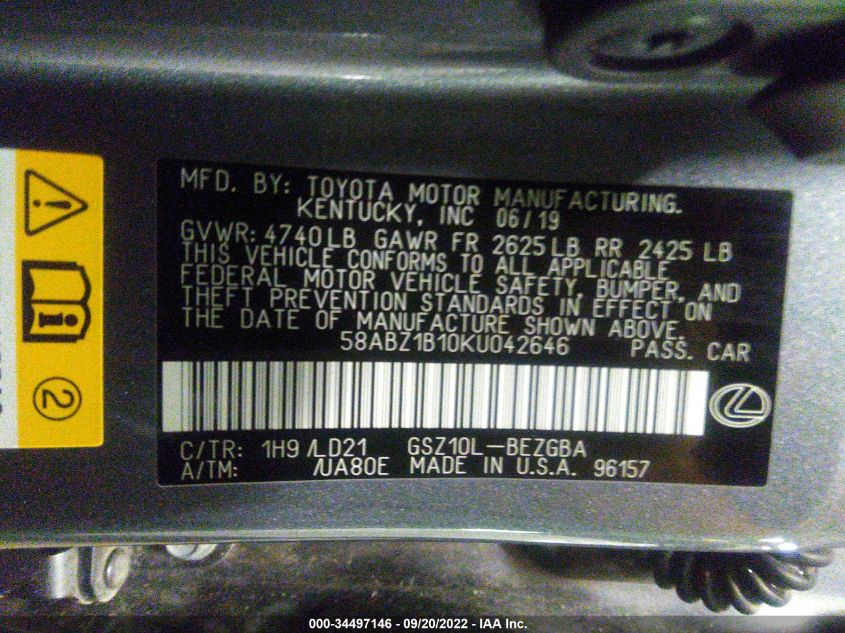 MFD. BY: TOYOTA MOTOR MANUFACTURING.
KENTUCKY, INC 06/19
GVWR: 4740LB GAWR FR 2625LB RR 2425 LB
THIS VEHICLE CONFORMS TO ALL APPLICABLE
FEDERAL MOTOR VEHICLE SAFETY, BUMPER, AND
THEFT PREVENTION STANDARDS IN EFFECT ON
THE DATE OF MANUFACTURE SHOWN ABOVE.
58ABZ1B10KU042646 PASS. CAR
C/TR: 1H9 /LD21 GSZ10L-BEZGBA
A/TM: /UA80E MADE IN U.S.A. 96157
2
000-34497146 - 09/20/2022 - IAA Inc.